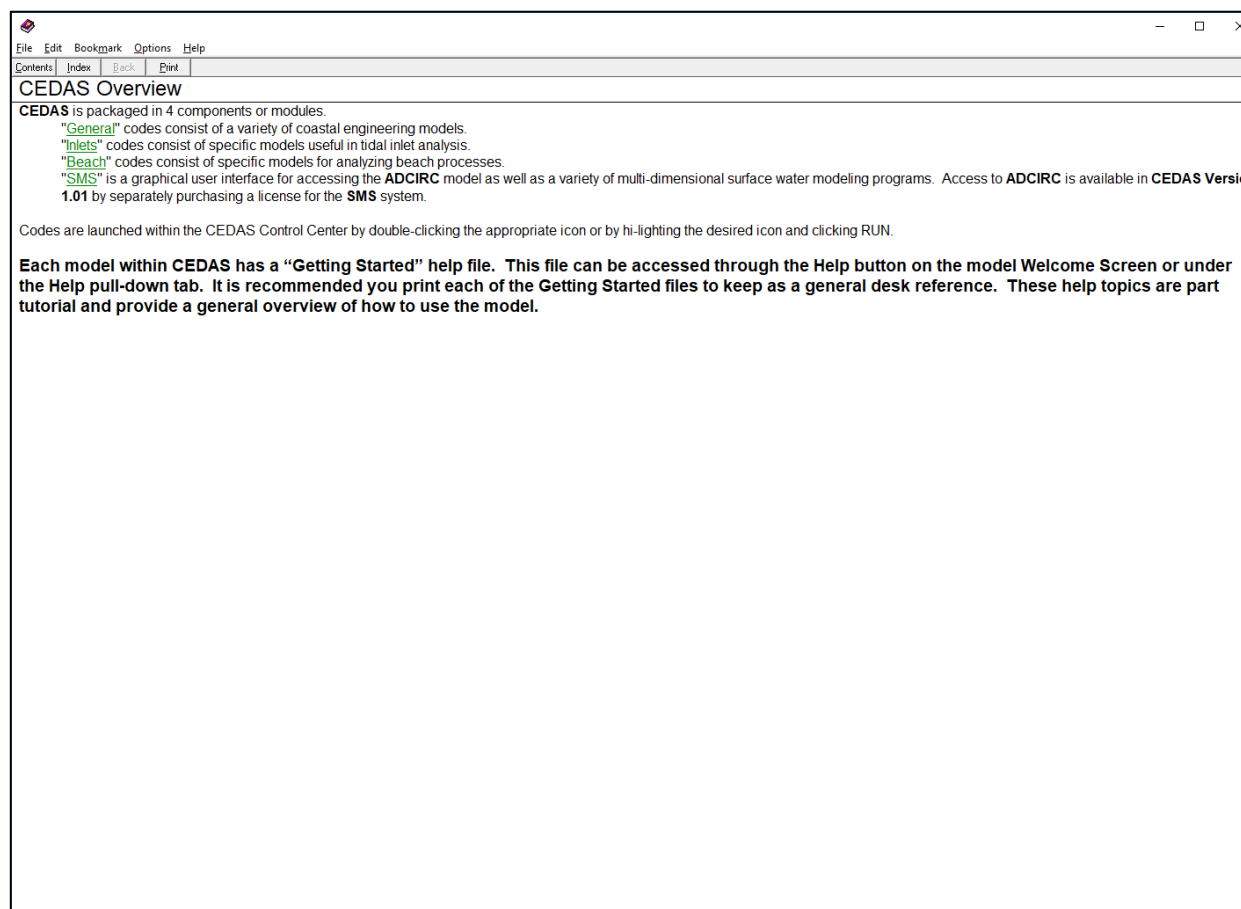 File Edit Bookmark Options Help
Contents Index Back Print
CEDAS Overview
CEDAS is packaged in 4 components or modules.
"General" codes consist of a variety of coastal engineering models.
"Inlets" codes consist of specific models useful in tidal inlet analysis.
"Beach" codes consist of specific models for analyzing beach processes.
"SMS" is a graphical user interface for accessing the ADCIRC model as well as a variety of multi-dimensional surface water modeling programs.  Access to ADCIRC is available in CEDAS Versi
1.01 by separately purchasing a license for the SMS system.
Codes are launched within the CEDAS Control Center by double-clicking the appropriate icon or by hi-lighting the desired icon and clicking RUN.
Each model within CEDAS has a “Getting Started” help file.  This file can be accessed through the Help button on the model Welcome Screen or under
the Help pull-down tab.  It is recommended you print each of the Getting Started files to keep as a general desk reference.  These help topics are part
tutorial and provide a general overview of how to use the model.